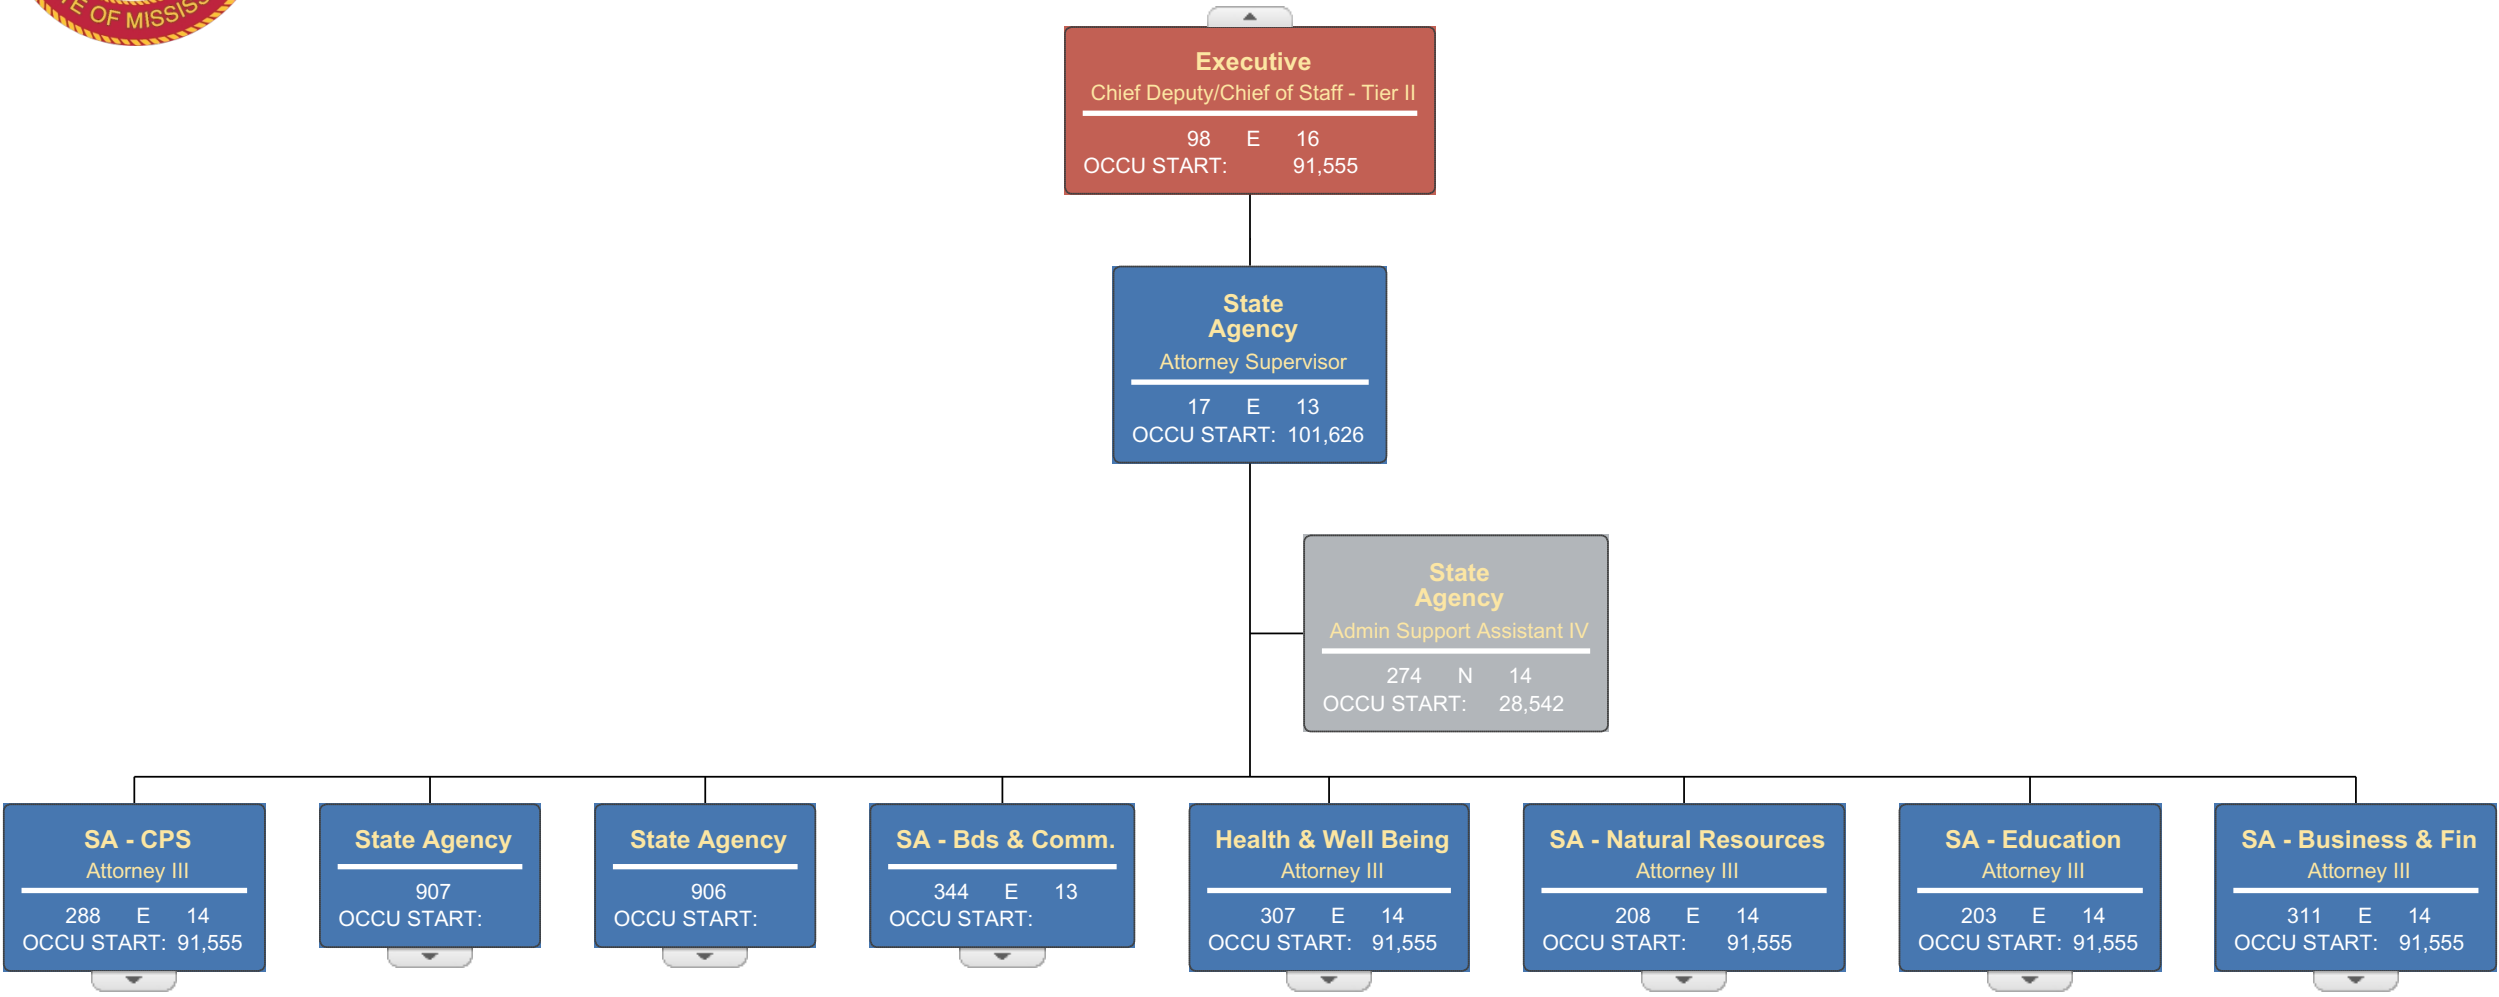 OF MISSIS
Executive
Chief Deputy/Chief of Staff - Tier II
98 E 16
OCCU START: 91,555
State
Agency
Attorney Supervisor
17 E 13
OCCU START: 101,626
State
Agency
Admin Support Assistant IV
274 N 14
OCCU START: 28,542
SA - CPS
Attorney III
288 E 14
OCCU START: 91,555
State Agency
907
OCCU START:
State Agency
906
OCCU START:
SA - Bds & Comm.
344 E 13
OCCU START:
Health & Well Being
Attorney III
307 E 14
OCCU START: 91,555
SA - Natural Resources
Attorney III
208 E 14
OCCU START: 91,555
SA - Education
Attorney III
203 E 14
OCCU START: 91,555
SA - Business & Fin
Attorney III
311 E 14
OCCU START: 91,555